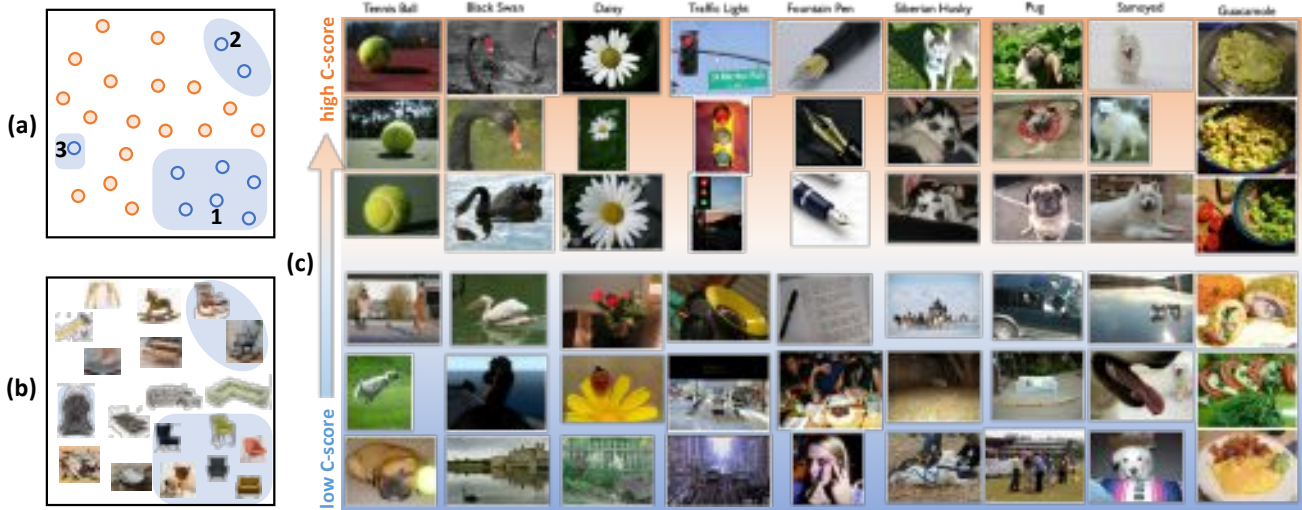 (a)
1
2
3
(b)
(c)
high C-score
low C-score
Tennis Ball
Black Swan
Daisy
Traffic Light
Fountain Pen
Siberian Husky
Pug
Samoyed
Guacamole